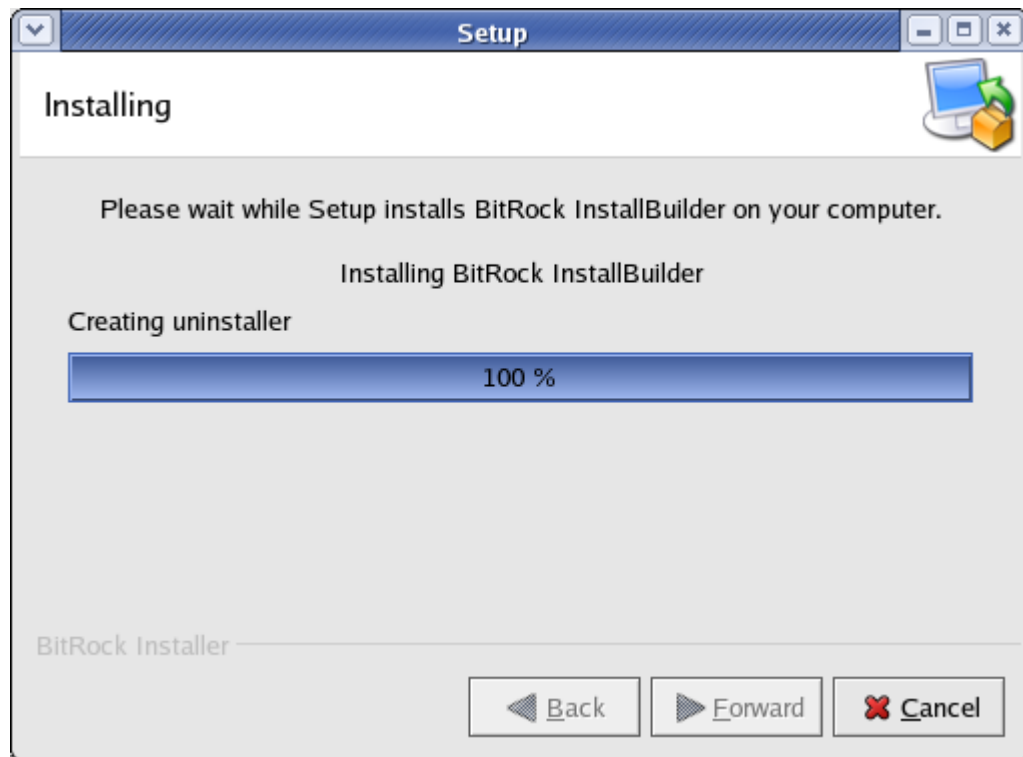 Setup
Installing
Please wait while Setup installs BitRock InstallBuilder on your computer.
Installing BitRock InstallBuilder
Creating uninstaller
100 %
BitRock Installer
Back
Forward
Cancel